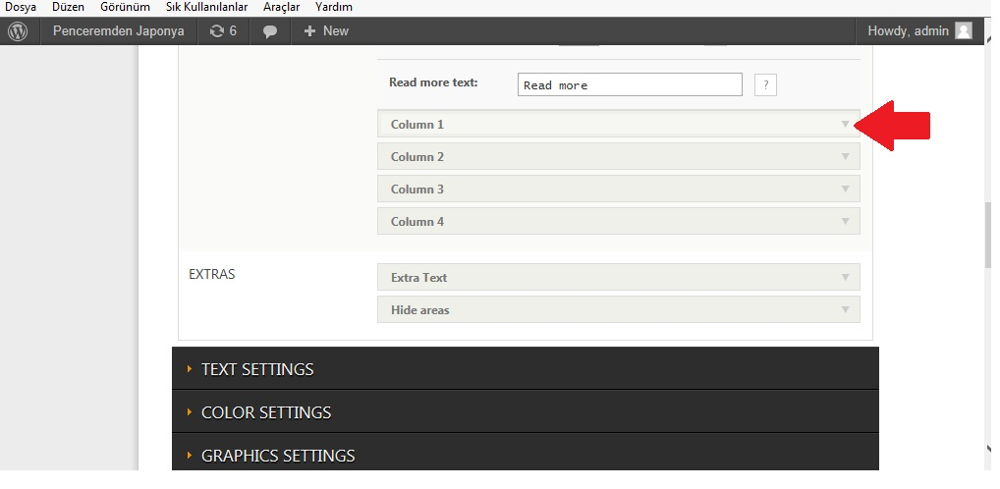 Dosya Düzen Görünüm Sık Kullanılanlar Araçlar Yardım
Penceremden Japonya 6 + New Howdy, admin
Read more text: Read more ?
Column 1
Column 2
Column 3
Column 4
EXTRAS Extra Text
Hide areas
TEXT SETTINGS
COLOR SETTINGS
GRAPHICS SETTINGS